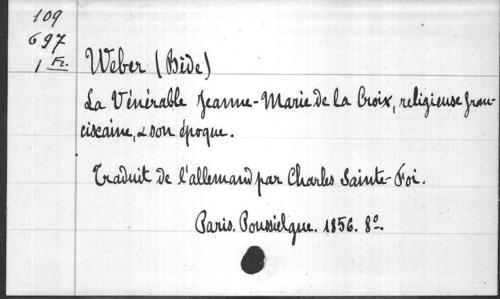 109
697
1 Fr.
Weber (Bède)
La Vénérable Jeanne-Marie de la Croix, religieuse fran-
ciscaine, & son époque.
Traduit de l'allemand par Charles Sainte-Foi.
Paris. Poussielgue. 1856. 8o.